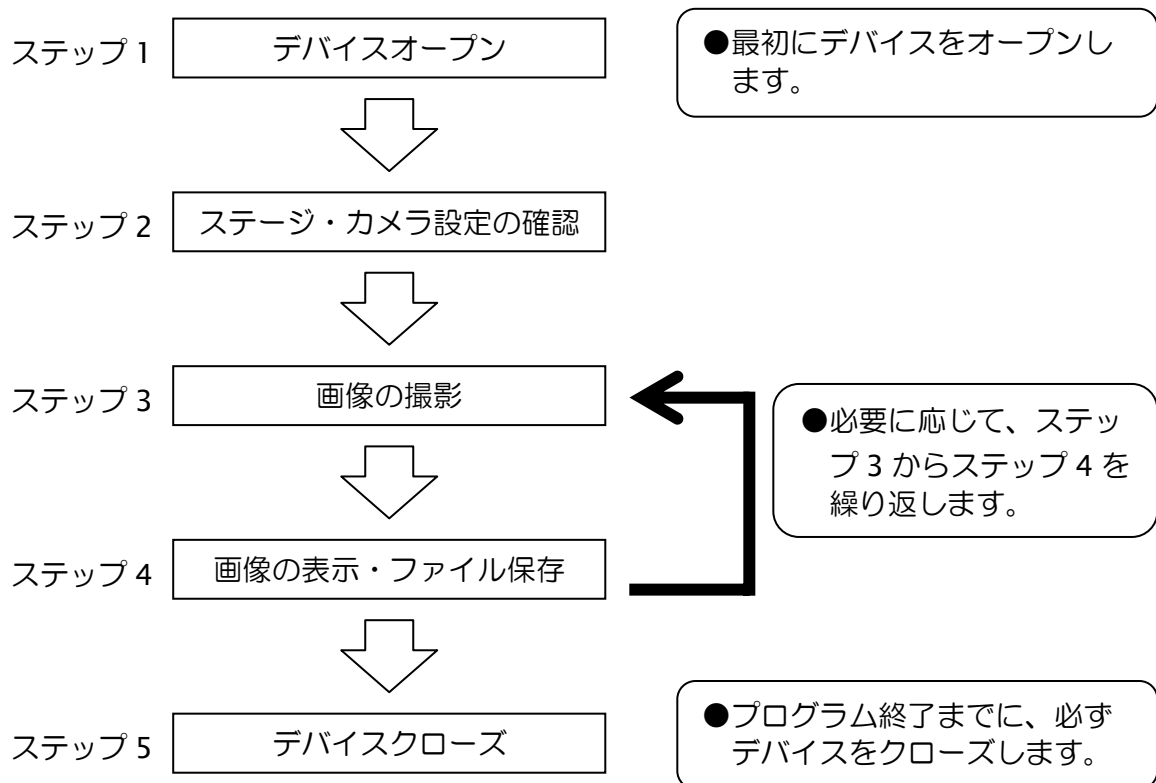 ステップ 1
デバイスオープン
●最初にデバイスをオープンし
ます。
ステップ 2
ステージ・カメラ設定の確認
ステップ 3
画像の撮影
●必要に応じて、ステッ
プ 3 からステップ 4 を
繰り返します。
ステップ 4
画像の表示・ファイル保存
ステップ 5
デバイスクローズ
●プログラム終了までに、必ず
デバイスをクローズします。